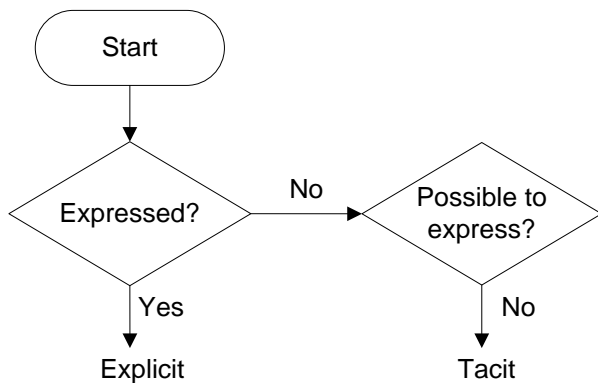 Start
Expressed?
No
Possible to
express?
Yes
No
Explicit
Tacit